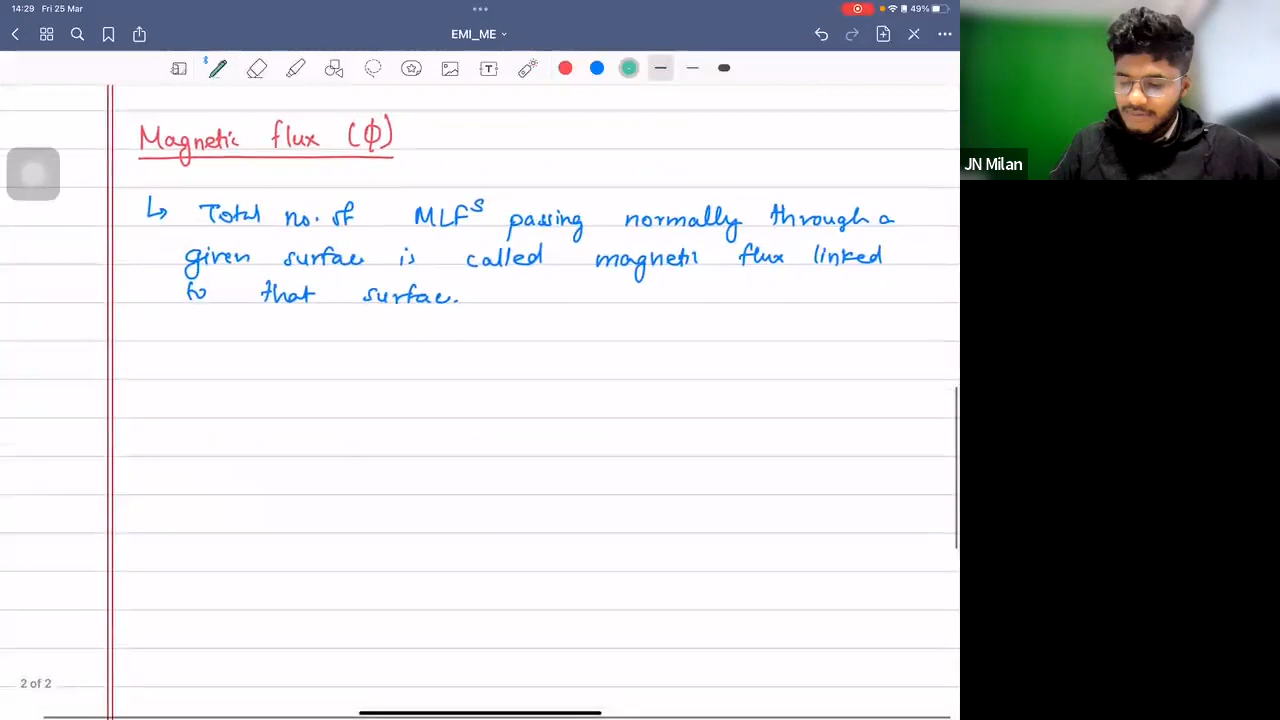 14:29 Fri 25 Mar
49%
EMI_ME
JN Milan
Magnetic flux (ϕ)
↳ Total no. of MLFˢ passing normally through a
given surface is called magnetic flux linked
to that surface.
2 of 2